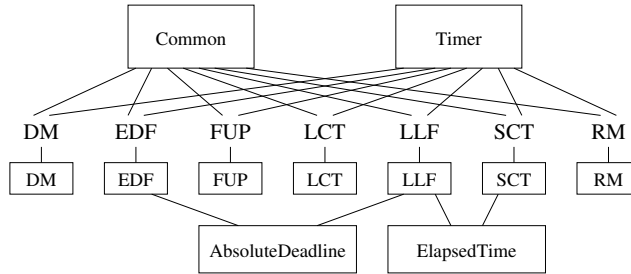 Common Timer
DM EDF FUP LCT LLF SCT RM
DM EDF FUP LCT LLF SCT RM
AbsoluteDeadline ElapsedTime